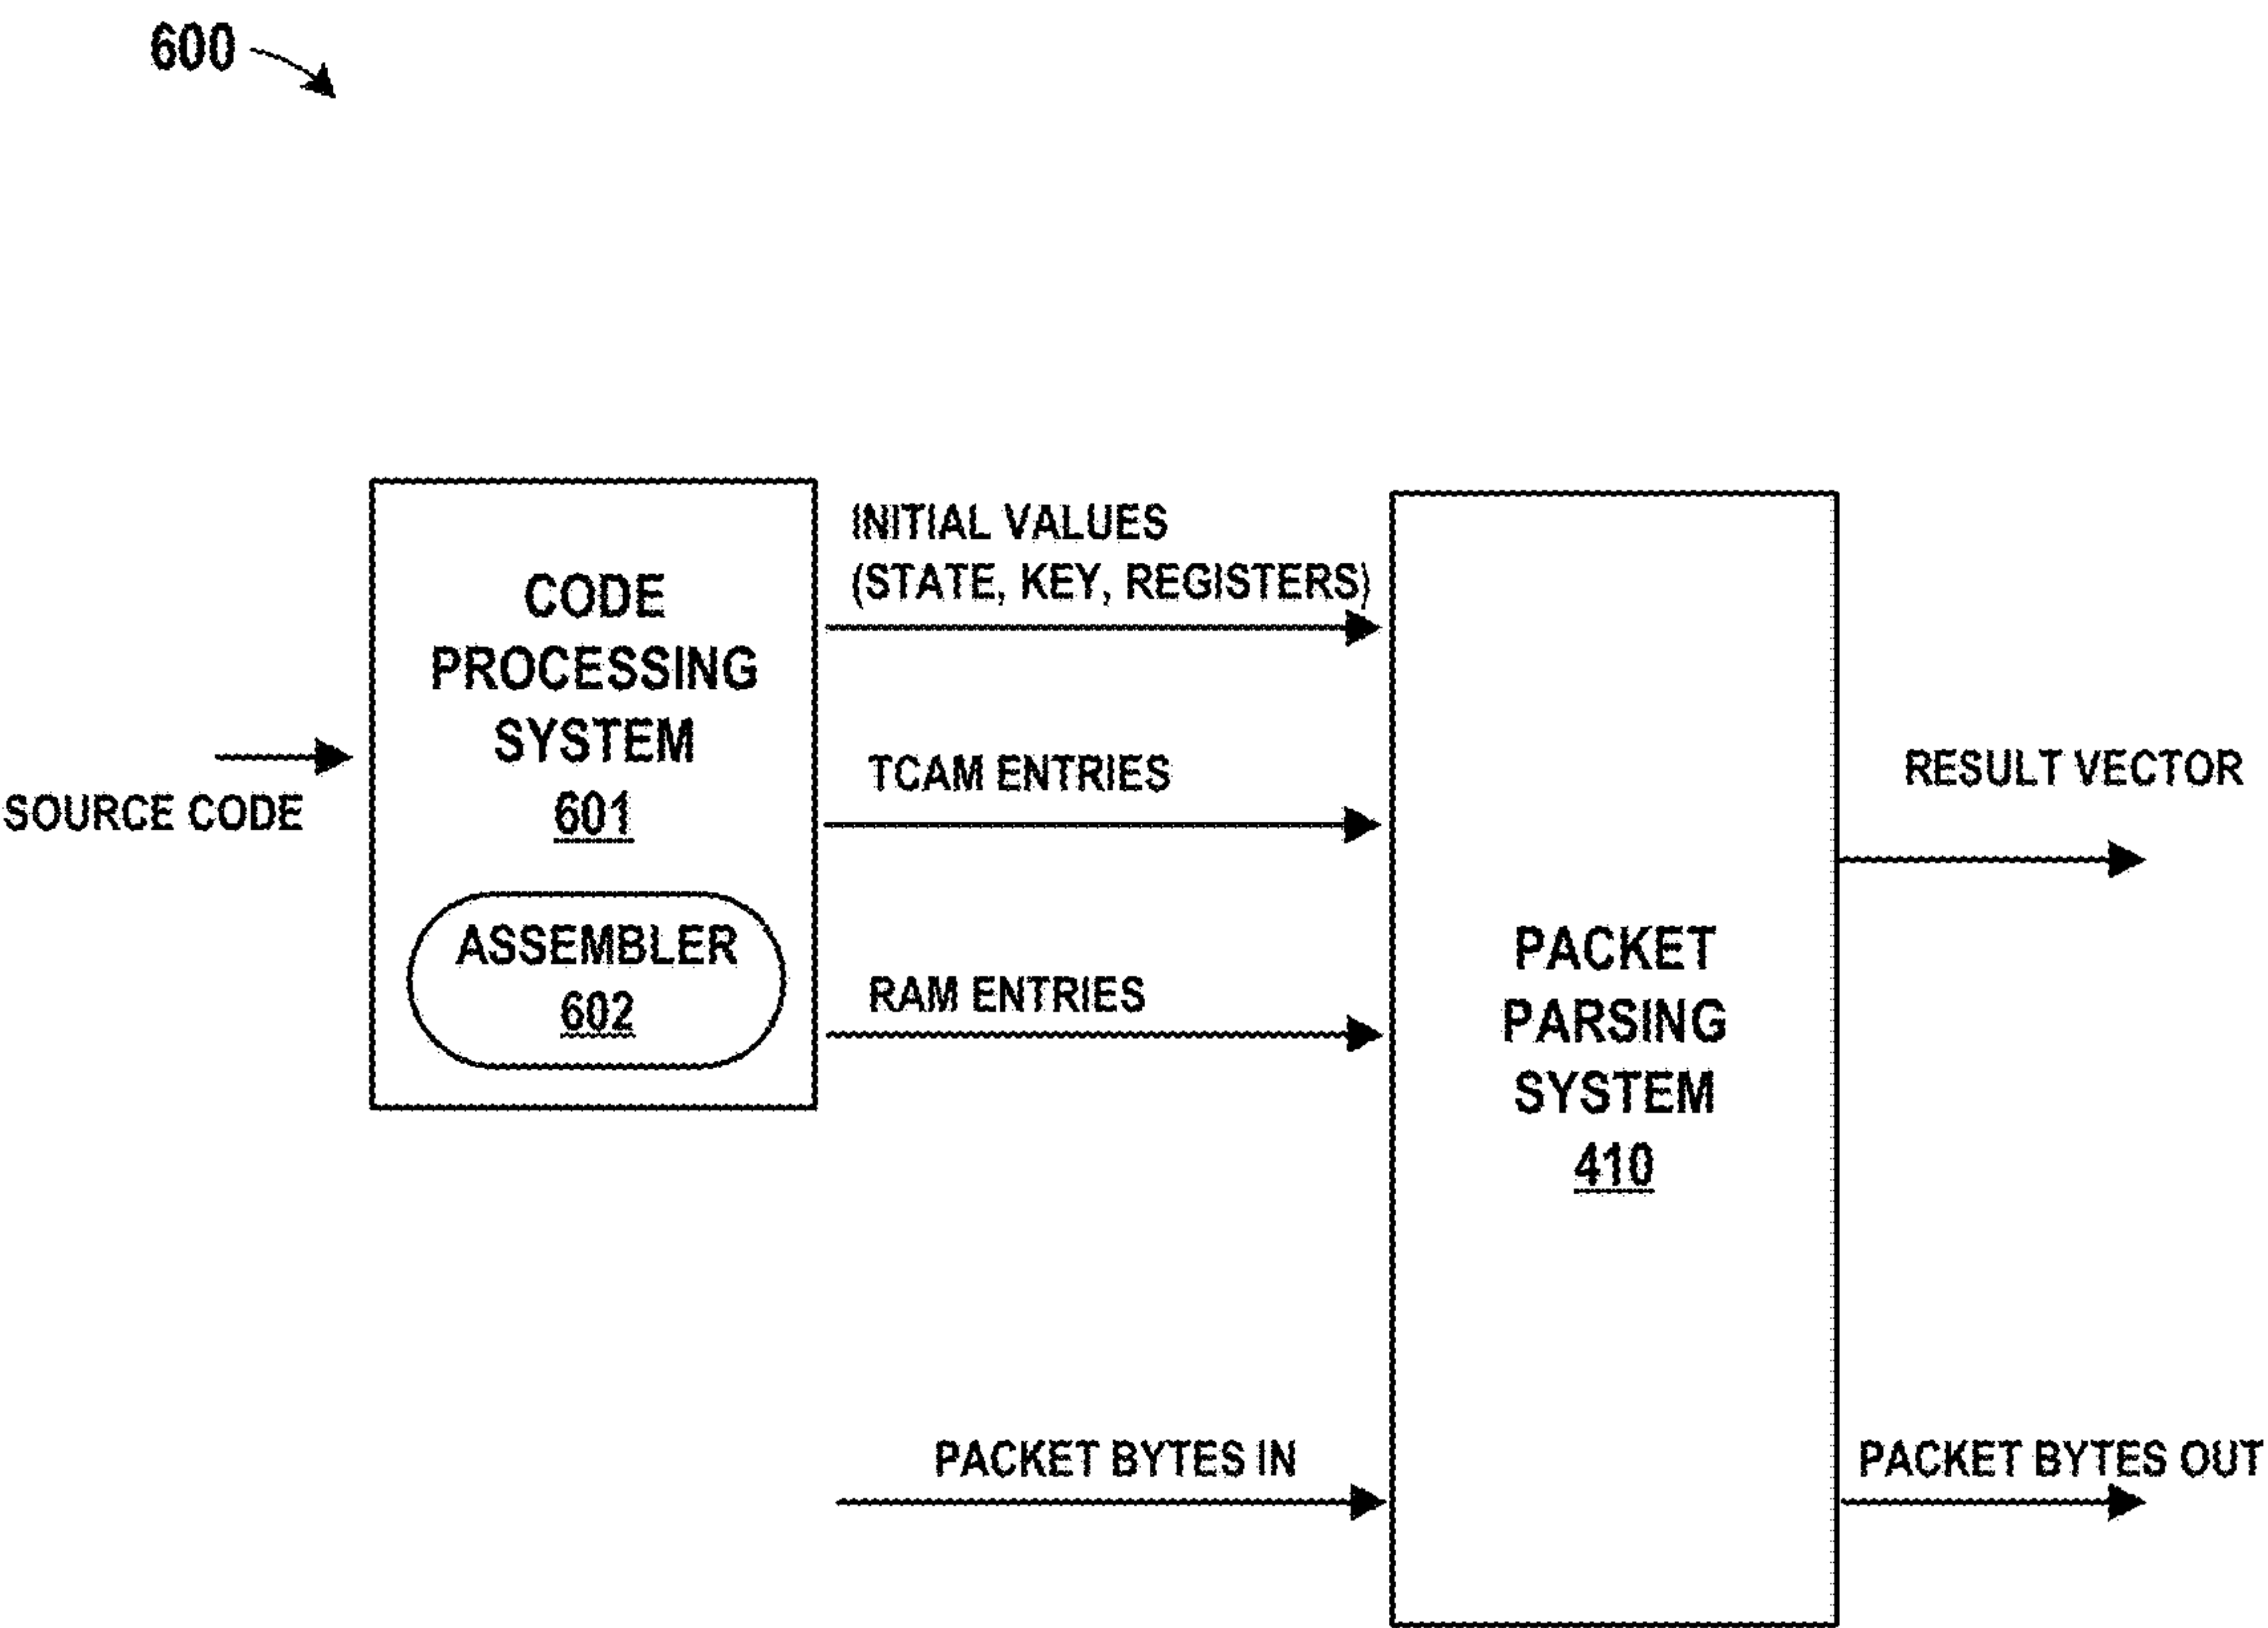 600
CODE
PROCESSING
SYSTEM
601
ASSEMBLER
602
SOURCE CODE
INITIAL VALUES
(STATE, KEY, REGISTERS)
TCAM ENTRIES
RAM ENTRIES
PACKET BYTES IN
PACKET
PARSING
SYSTEM
410
RESULT VECTOR
PACKET BYTES OUT